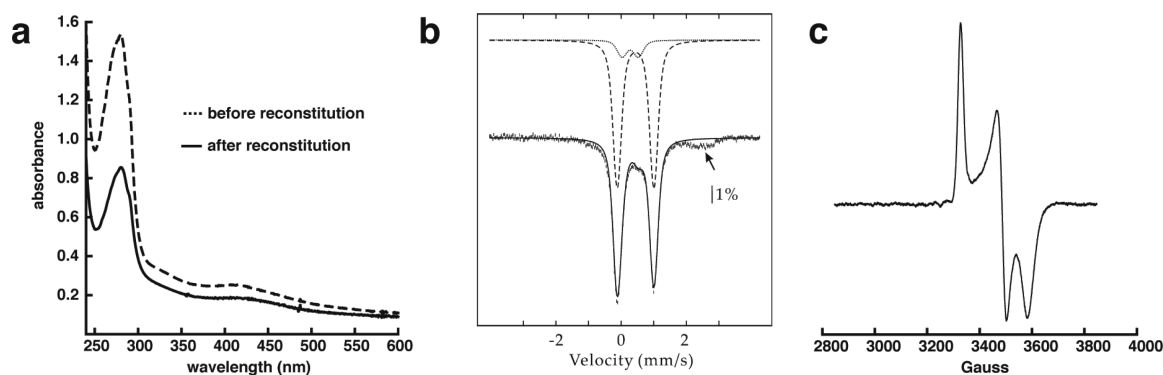 a
1.6
1.4
1.2
1.0
0.8
0.6
0.4
0.2
absorbance
before reconstitution
after reconstitution
250 300 350 400 450 500 550 600
wavelength (nm)
b
1%
-2 0 2
Velocity (mm/s)
c
2800 3000 3200 3400 3600 3800 4000
Gauss